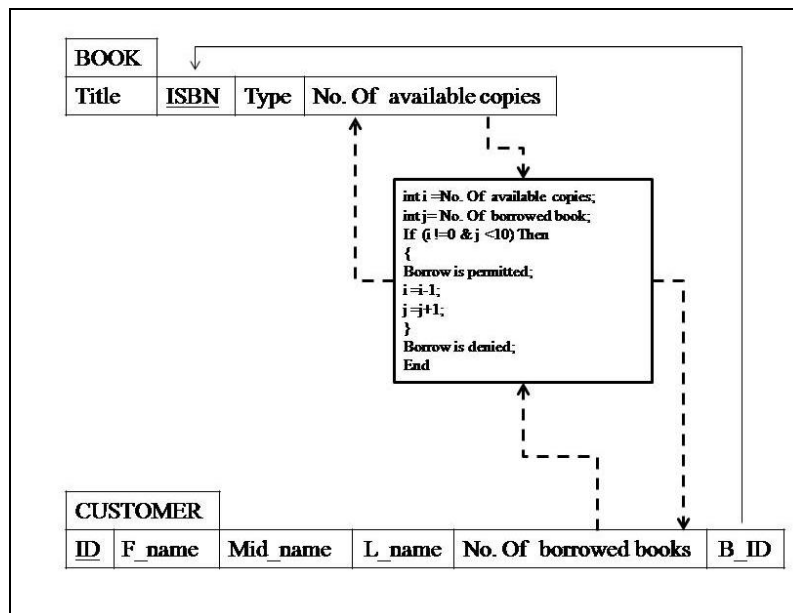 BOOK
Title ISBN Type No. Of available copies
int i =No. Of available copies;
int j= No. Of borrowed book;
If (i !=0 & j <10) Then
{
Borrow is permitted;
i =i-1;
j =j+1;
}
Borrow is denied;
End
CUSTOMER
ID F_name Mid_name L_name No. Of borrowed books B_ID